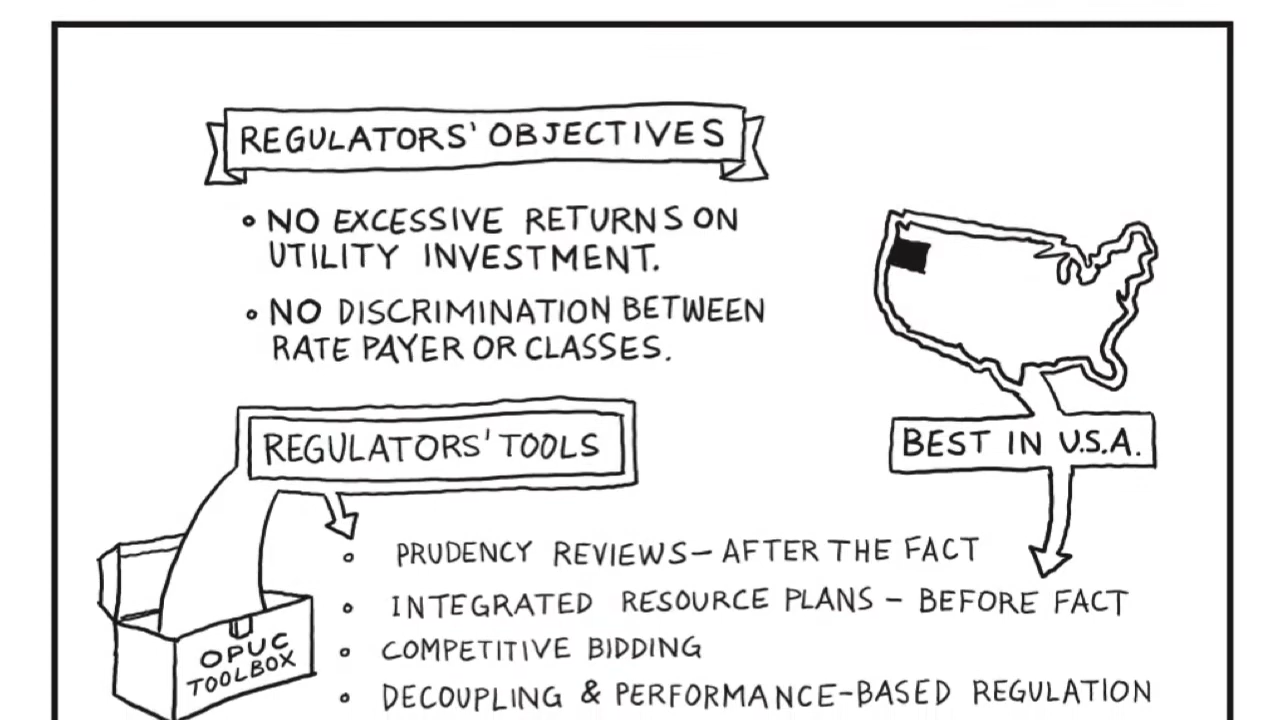 REGULATORS' OBJECTIVES
• NO EXCESSIVE RETURNS ON
UTILITY INVESTMENT.
• NO DISCRIMINATION BETWEEN
RATE PAYER OR CLASSES.
REGULATORS' TOOLS
BEST IN U.S.A.
• PRUDENCY REVIEWS – AFTER THE FACT
• INTEGRATED RESOURCE PLANS – BEFORE FACT
• COMPETITIVE BIDDING
• DECOUPLING & PERFORMANCE-BASED REGULATION
OPUC
TOOLBOX